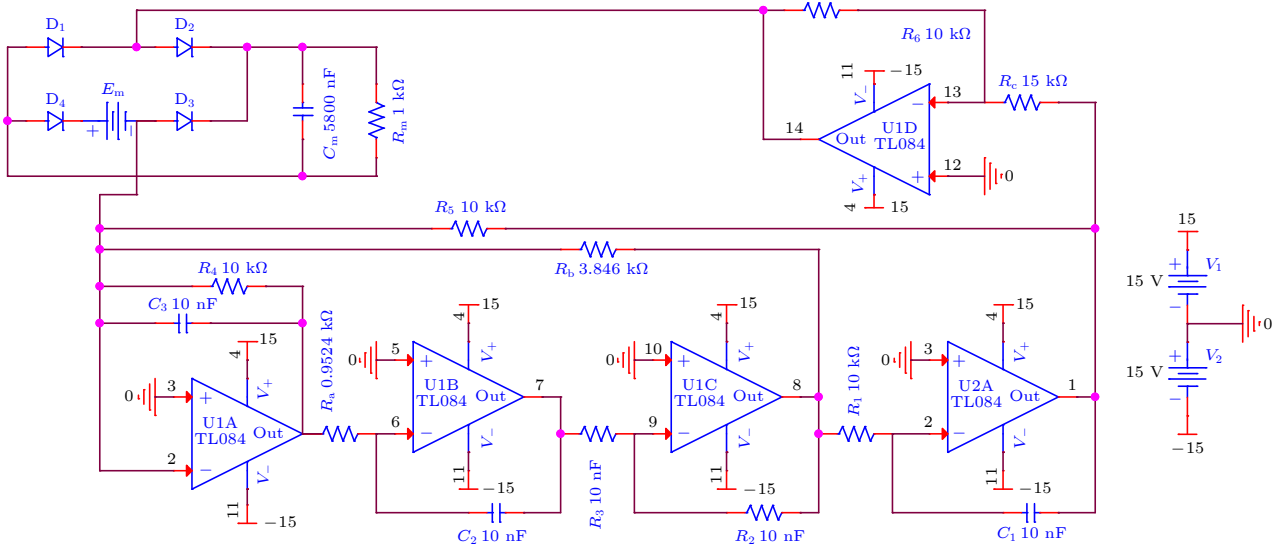 D1
D2
R6 10 kΩ
D4
Em
D3
+
−
Cm 5800 nF
Rm 1 kΩ
11
−15
V−
13
−
Rc 15 kΩ
14
Out
U1D
TL084
12
+
0
V+
4
15
R5 10 kΩ
Rb 3.846 kΩ
R4 10 kΩ
C3 10 nF
15
4
V+
0
3
+
U1A
TL084
Out
2
−
V−
11
−15
Ra 0.9524 kΩ
15
4
V+
0
5
+
U1B
TL084
Out
7
6
−
V−
11
−15
C2 10 nF
R3 10 nF
15
4
V+
0
10
+
U1C
TL084
Out
8
9
−
V−
11
−15
R2 10 nF
R1 10 kΩ
15
4
V+
0
3
+
U2A
TL084
Out
1
2
−
V−
11
−15
C1 10 nF
15
+
V1
15 V
−
0
+
V2
15 V
−
−15